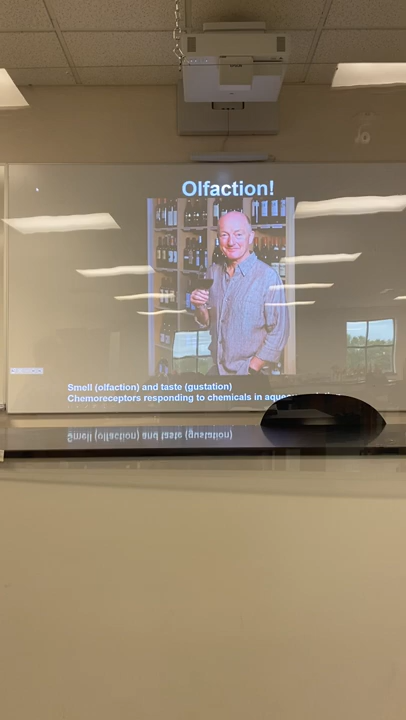 Olfaction!
Smell (olfaction) and taste (gustation)
Chemoreceptors responding to chemicals in